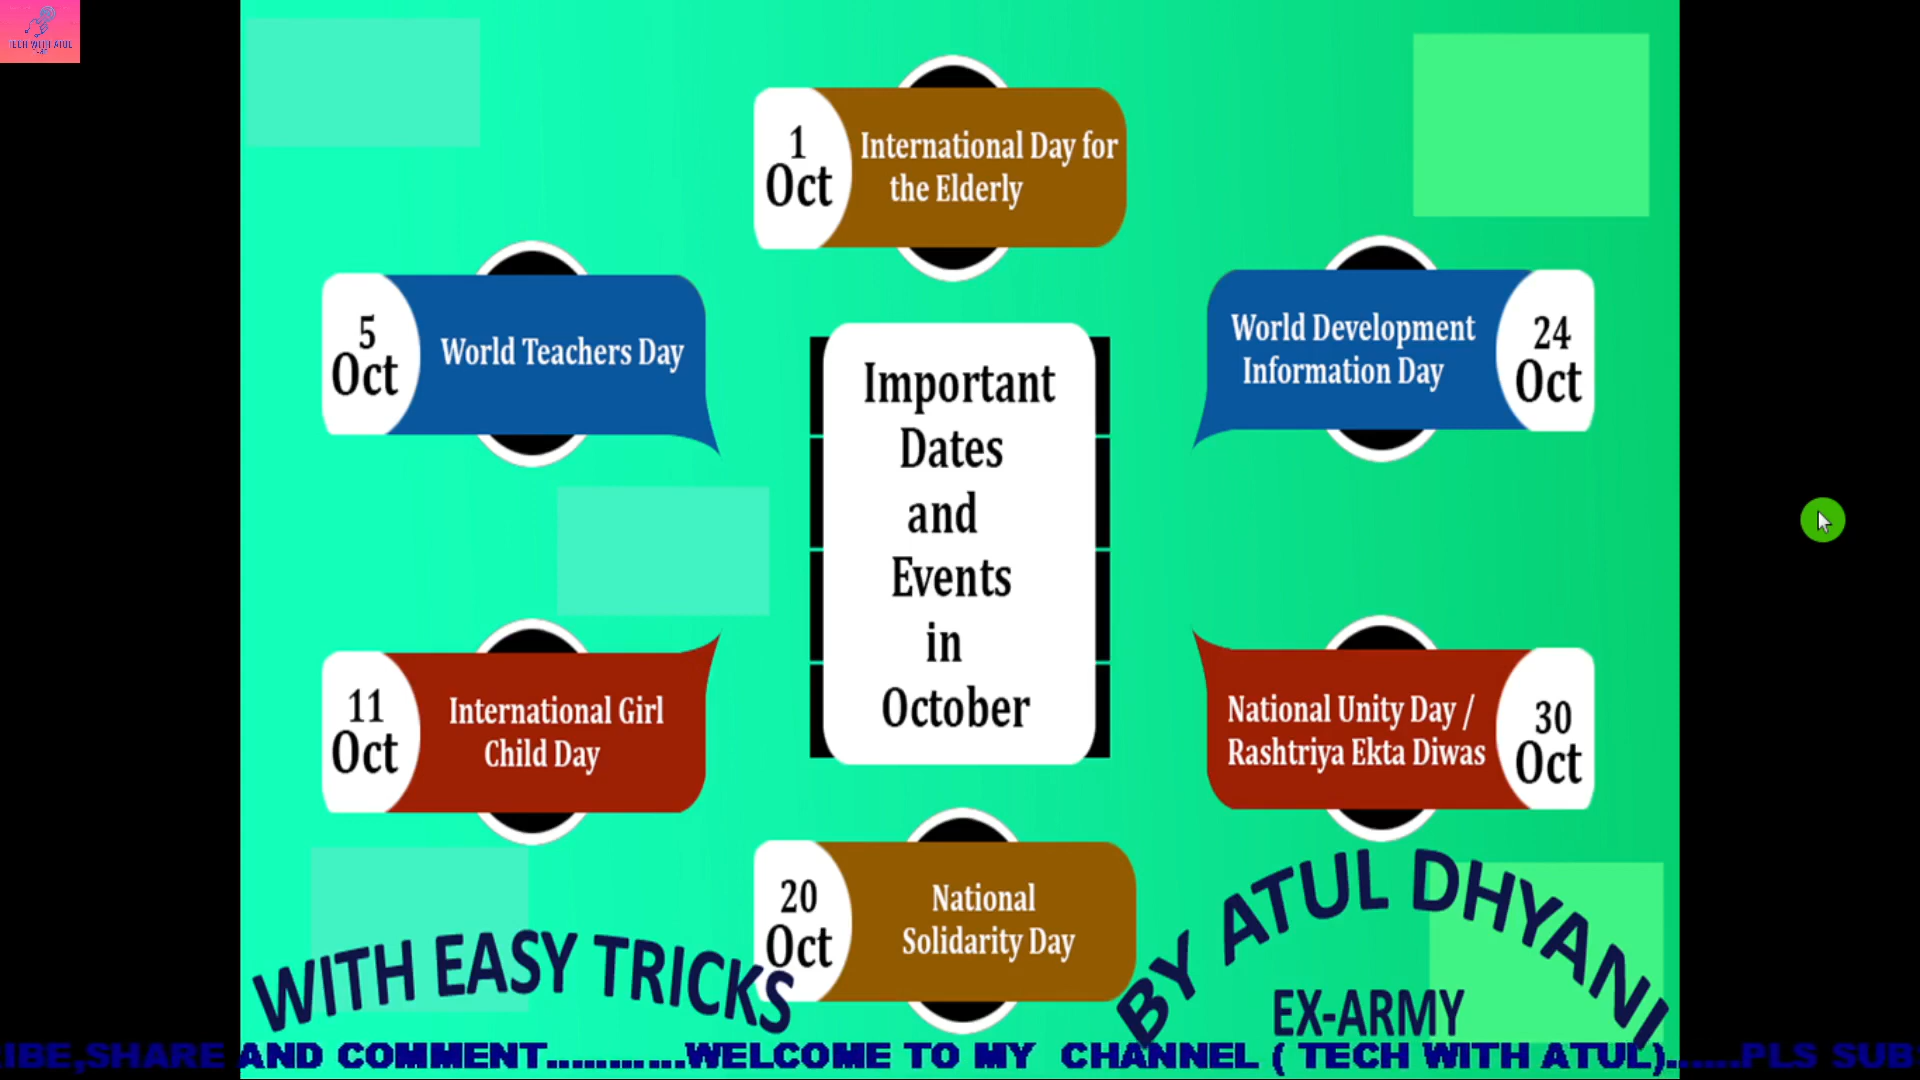 TECH WITH ATUL
1
Oct
International Day for
the Elderly
5
Oct
World Teachers Day
World Development
Information Day
24
Oct
Important
Dates
and
Events
in
October
11
Oct
International Girl
Child Day
National Unity Day /
Rashtriya Ekta Diwas
30
Oct
20
Oct
National
Solidarity Day
WITH EASY TRICKS
BY ATUL DHYANI
EX-ARMY
IBE,SHARE AND COMMENT..........WELCOME TO MY CHANNEL ( TECH WITH ATUL)......PLS SUB